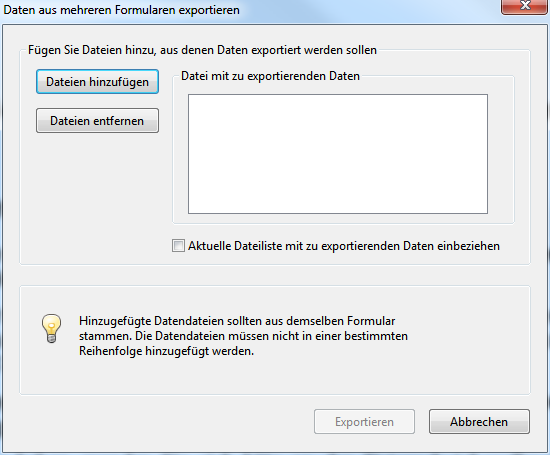 Daten aus mehreren Formularen exportieren
Fügen Sie Dateien hinzu, aus denen Daten exportiert werden sollen
Dateien hinzufügen
Datei mit zu exportierenden Daten
Dateien entfernen
Aktuelle Dateiliste mit zu exportierenden Daten einbeziehen
Hinzugefügte Datendateien sollten aus demselben Formular
stammen. Die Datendateien müssen nicht in einer bestimmten
Reihenfolge hinzugefügt werden.
Exportieren
Abbrechen